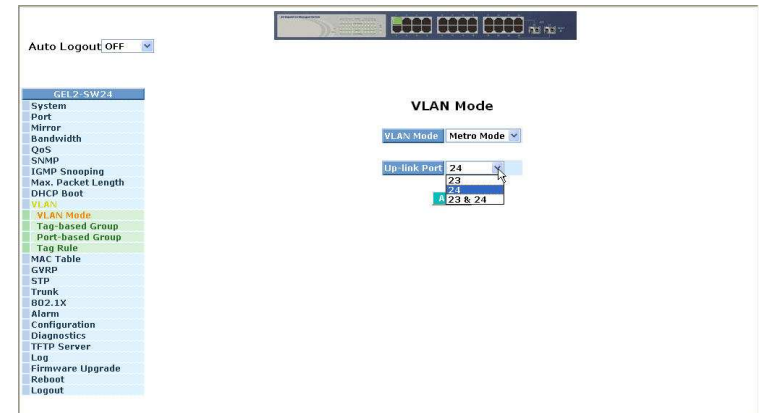 Auto Logout OFF
GEL2-SW24
System
Port
Mirror
Bandwidth
QoS
SNMP
IGMP Snooping
Max. Packet Length
DHCP Boot
VLAN
VLAN Mode
Tag-based Group
Port-based Group
Tag Rule
MAC Table
GVRP
STP
Trunk
802.1X
Alarm
Configuration
Diagnostics
TFTP Server
Log
Firmware Upgrade
Reboot
Logout
VLAN Mode
VLAN Mode Metro Mode
Up-link Port 24
23
24
A 23 & 24